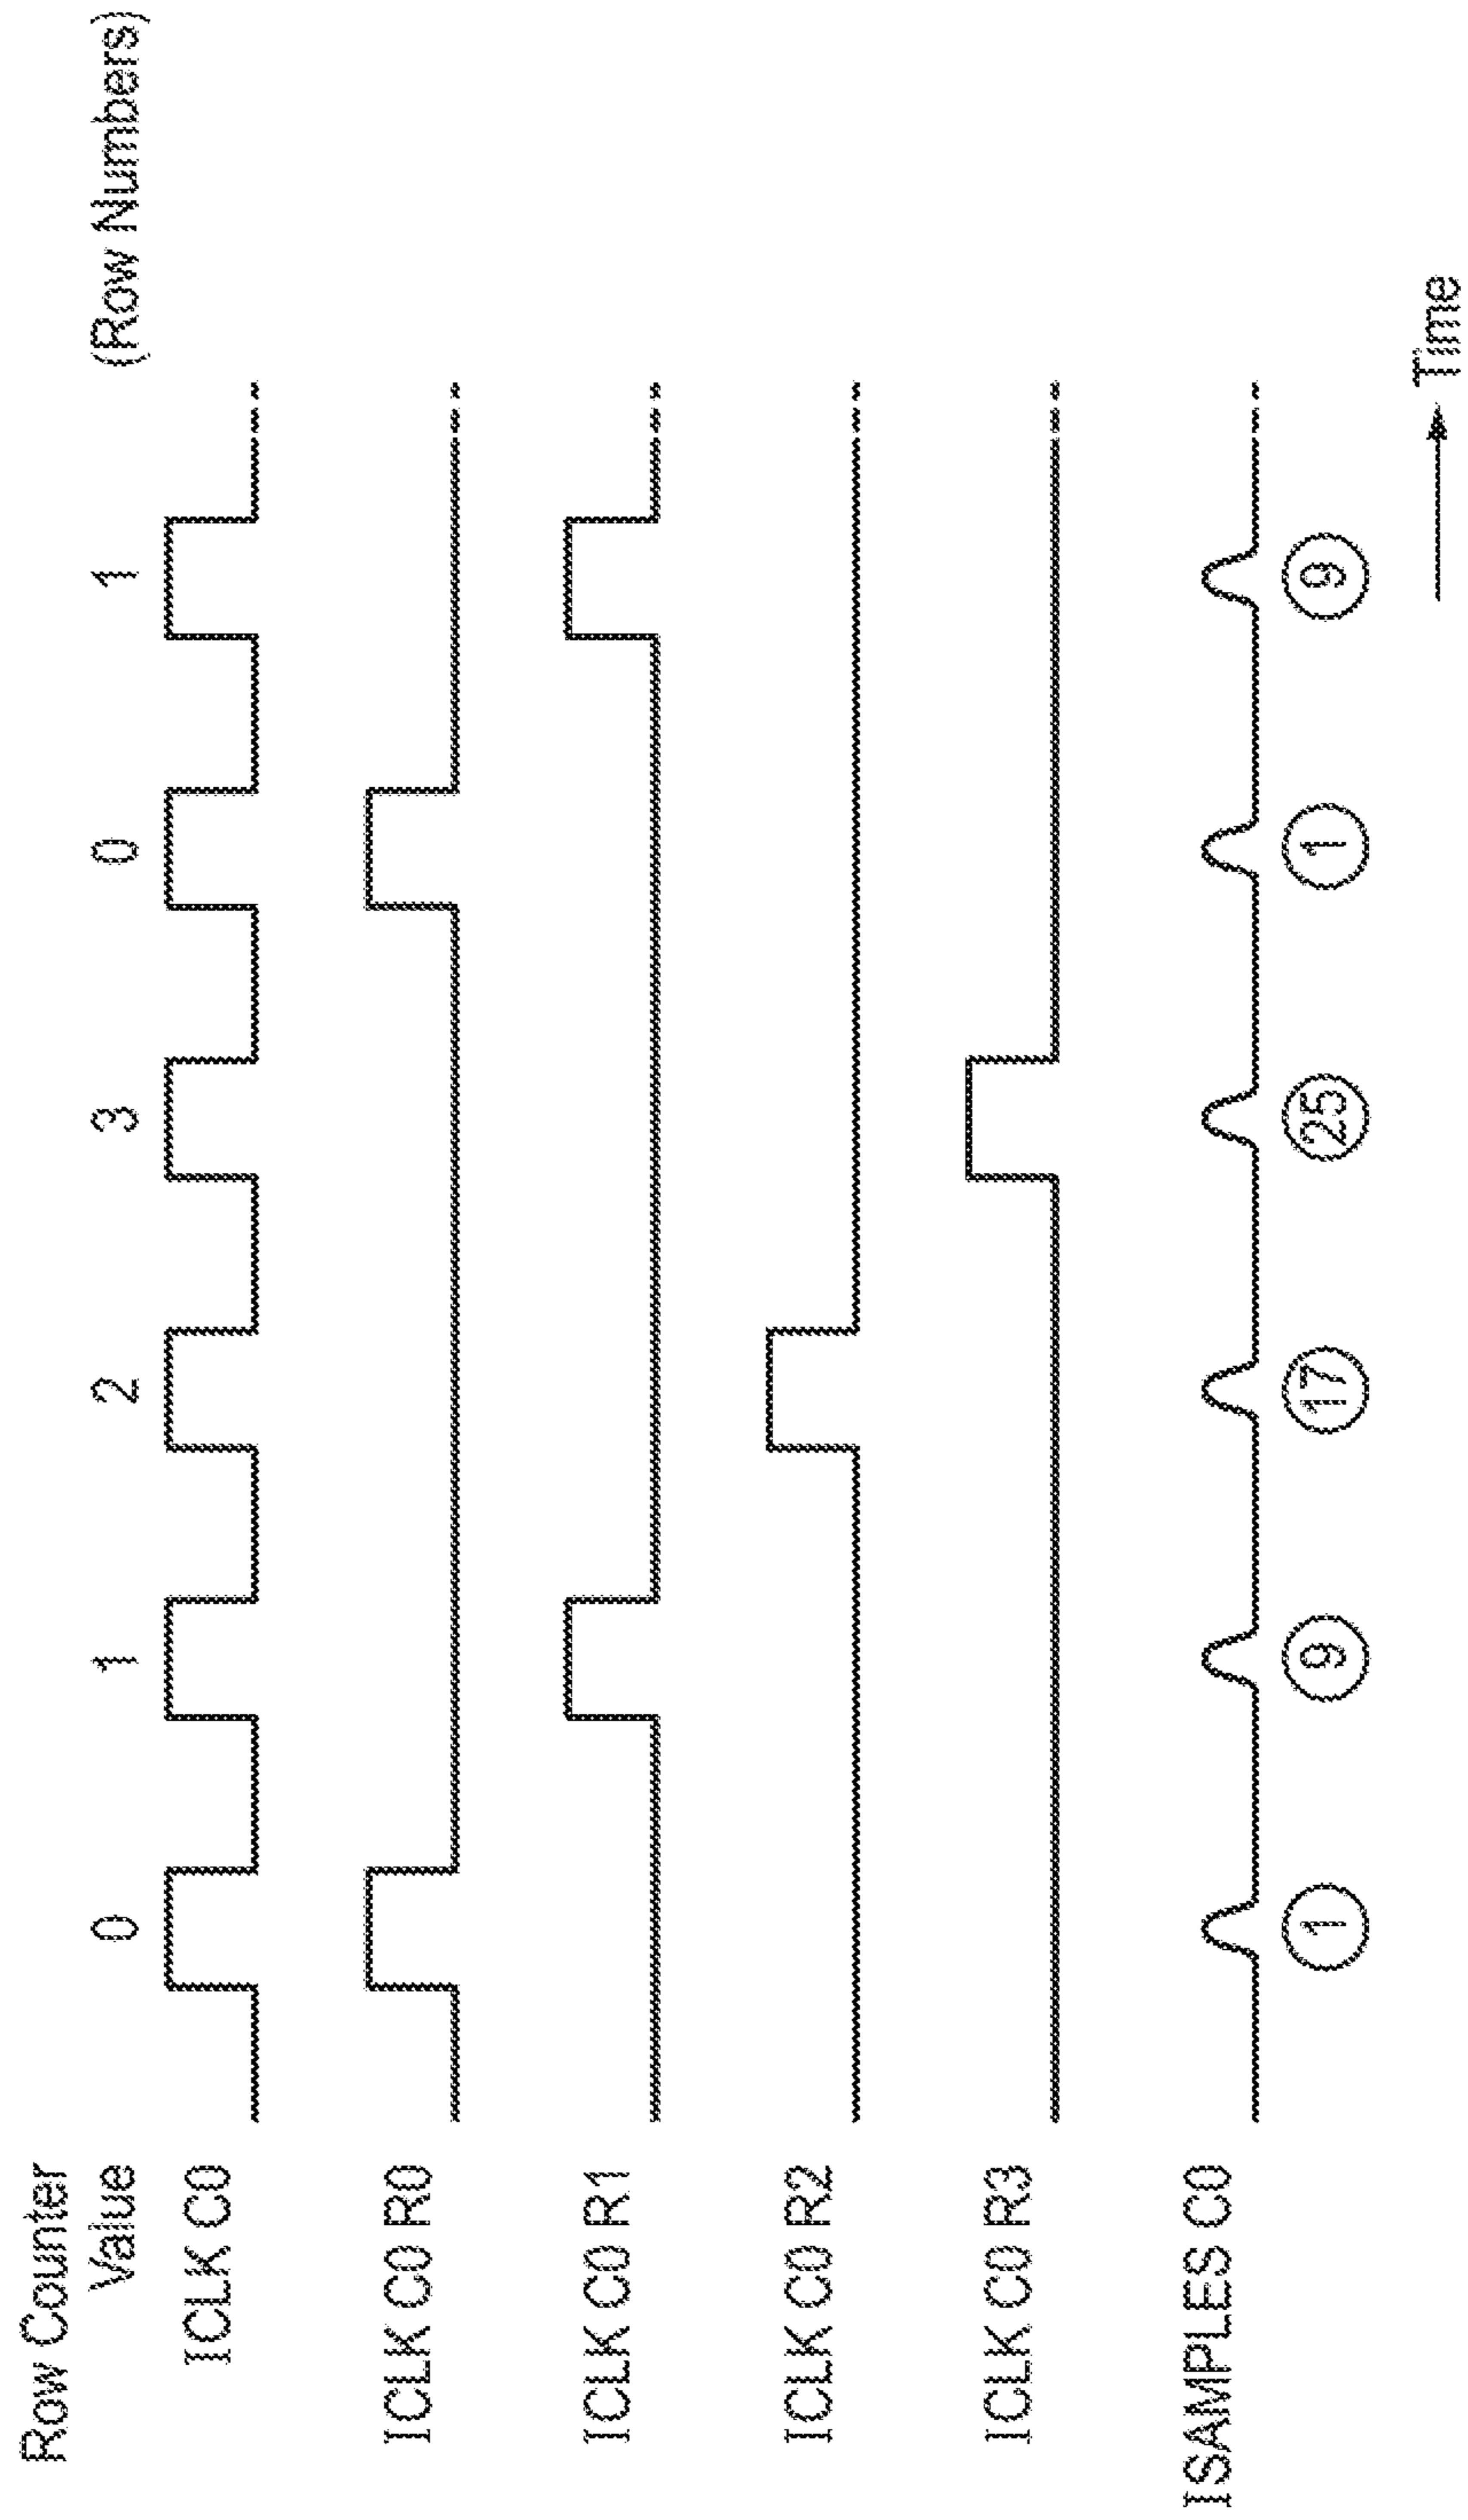 Row Counter
Value
0 1 2 3 0 1 (Row Numbers)
ICLK C0
ICLK C0 R0
ICLK C0 R1
ICLK C0 R2
ICLK C0 R3
ISAMPLES C0
1 9 17 25 1 9
Time